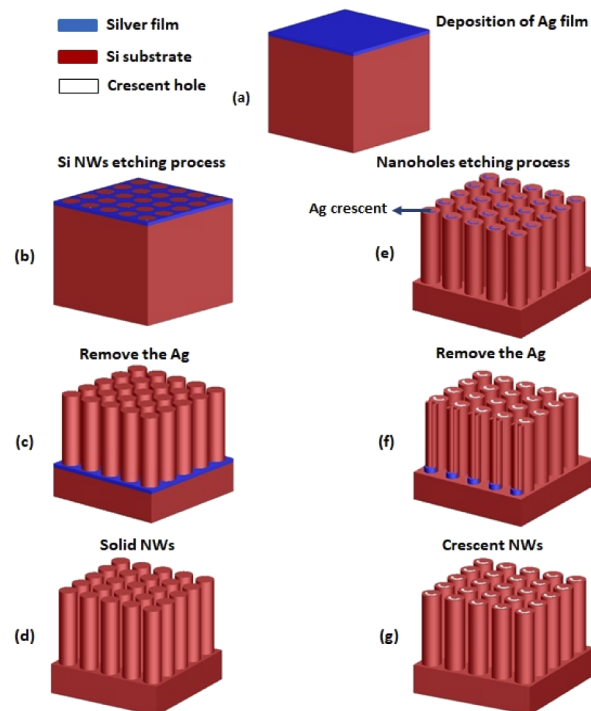 Silver film
Deposition of Ag film
Si substrate
Crescent hole
(a)
Si NWs etching process
Nanoholes etching process
Ag crescent
(b)
(e)
Remove the Ag
Remove the Ag
(c)
(f)
Solid NWs
Crescent NWs
(d)
(g)